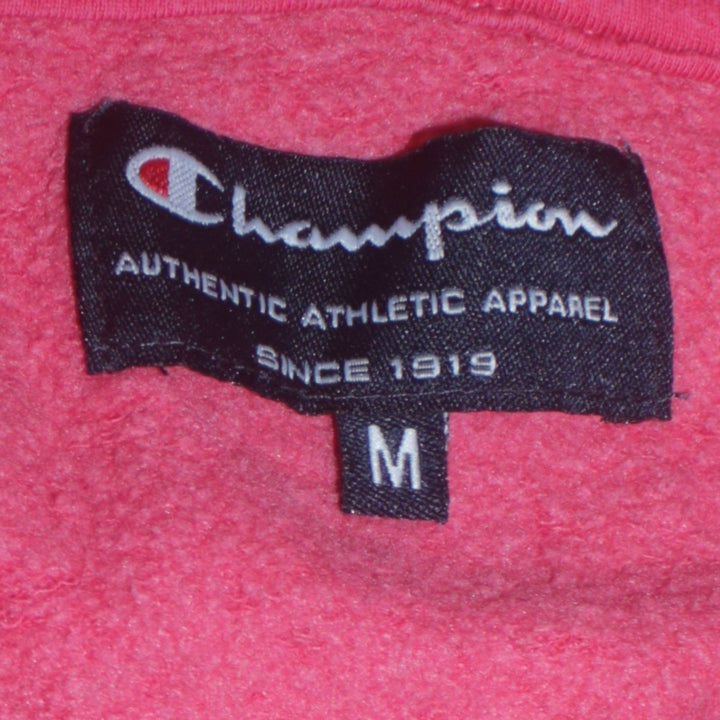 Champion
AUTHENTIC ATHLETIC APPAREL
SINCE 1919
M